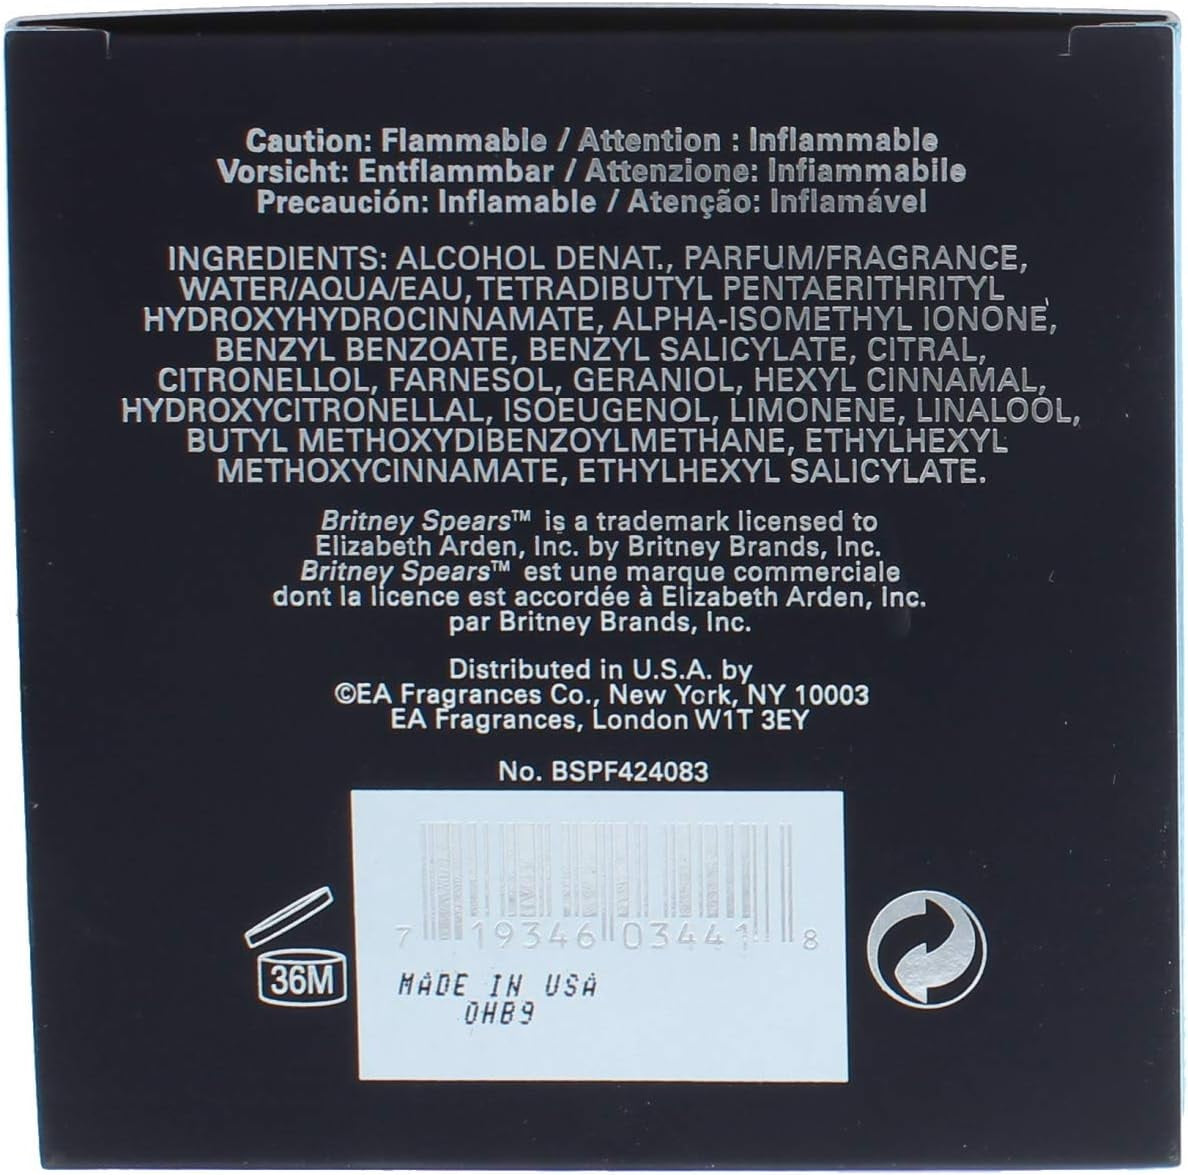 Caution: Flammable / Attention : Inflammable
Vorsicht: Entflammbar / Attenzione: Infiammabile
Precaución: Inflamable / Atenção: Inflamável
INGREDIENTS: ALCOHOL DENAT., PARFUM/FRAGRANCE,
WATER/AQUA/EAU, TETRADIBUTYL PENTAERITHRITYL
HYDROXYHYDROCINNAMATE, ALPHA-ISOMETHYL IONONE,
BENZYL BENZOATE, BENZYL SALICYLATE, CITRAL,
CITRONELLOL, FARNESOL, GERANIOL, HEXYL CINNAMAL,
HYDROXYCITRONELLAL, ISOEUGENOL, LIMONENE, LINALOOL,
BUTYL METHOXYDIBENZOYLMETHANE, ETHYLHEXYL
METHOXYCINNAMATE, ETHYLHEXYL SALICYLATE.
Britney Spears™ is a trademark licensed to
Elizabeth Arden, Inc. by Britney Brands, Inc.
Britney Spears™ est une marque commerciale
dont la licence est accordée à Elizabeth Arden, Inc.
par Britney Brands, Inc.
Distributed in U.S.A. by
©EA Fragrances Co., New York, NY 10003
EA Fragrances, London W1T 3EY
No. BSPF424083
7 19346 03441 8
36M
MADE IN USA
0HB9